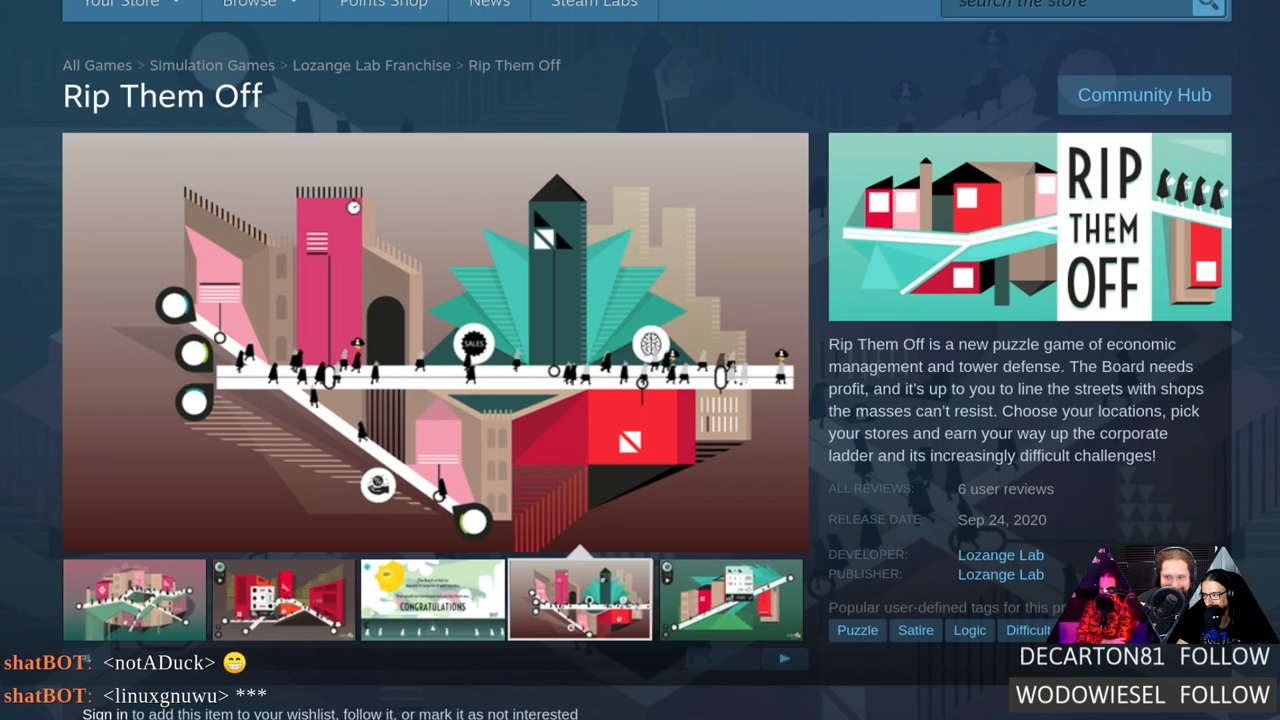 Your Store Browse Points Shop News Steam Labs search the store
All Games > Simulation Games > Lozange Lab Franchise > Rip Them Off
Rip Them Off
Community Hub
SALES
RIP
THEM
OFF
Rip Them Off is a new puzzle game of economic
management and tower defense. The Board needs
profit, and it's up to you to line the streets with shops
the masses can't resist. Choose your locations, pick
your stores and earn your way up the corporate
ladder and its increasingly difficult challenges!
ALL REVIEWS: 6 user reviews
RELEASE DATE: Sep 24, 2020
DEVELOPER: Lozange Lab
PUBLISHER: Lozange Lab
Popular user-defined tags for this pr
Puzzle Satire Logic Difficult
CONGRATULATIONS
shatBOT: <notADuck> 😁
shatBOT: <linuxgnuwu> ***
Sign in to add this item to your wishlist, follow it, or mark it as not interested
DECARTON81 FOLLOW
WODOWIESEL FOLLOW